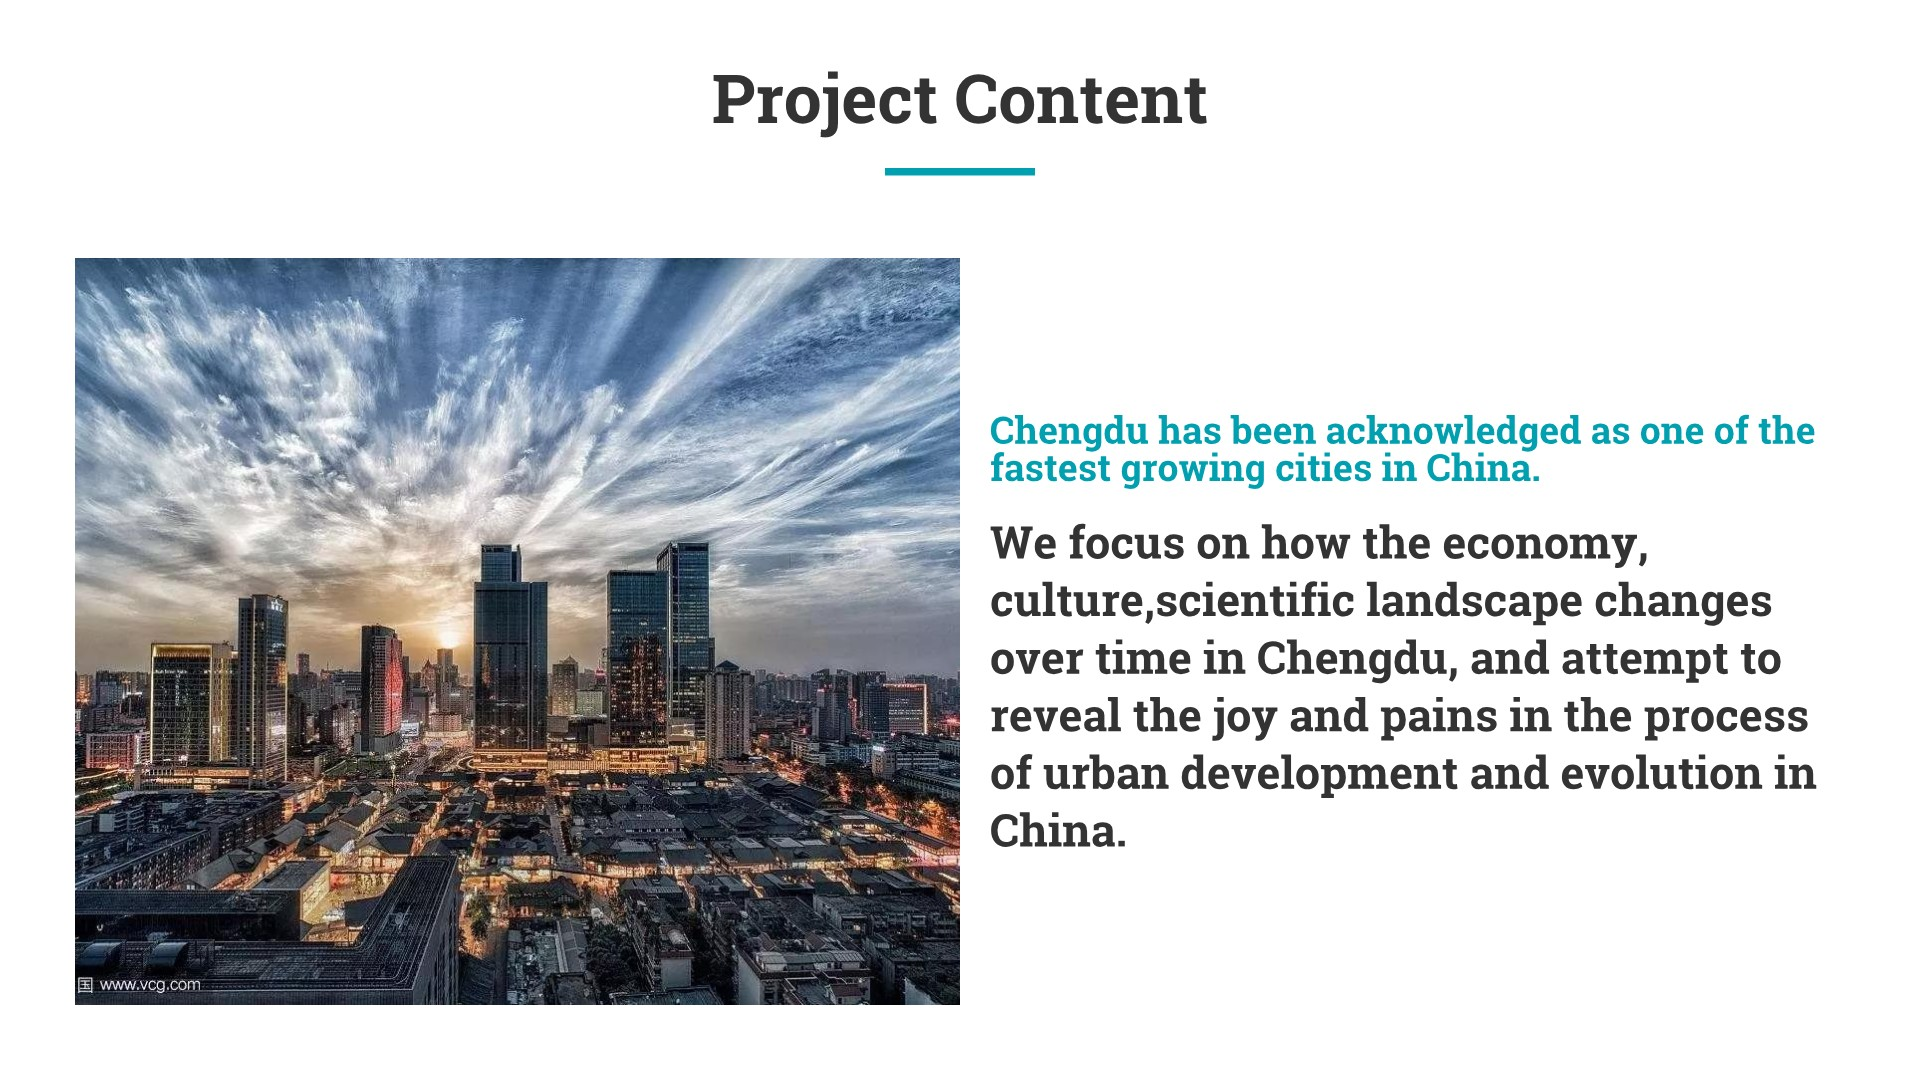 Project Content
Chengdu has been acknowledged as one of the
fastest growing cities in China.
We focus on how the economy,
culture,scientific landscape changes
over time in Chengdu, and attempt to
reveal the joy and pains in the process
of urban development and evolution in
China.
国 www.vcg.com